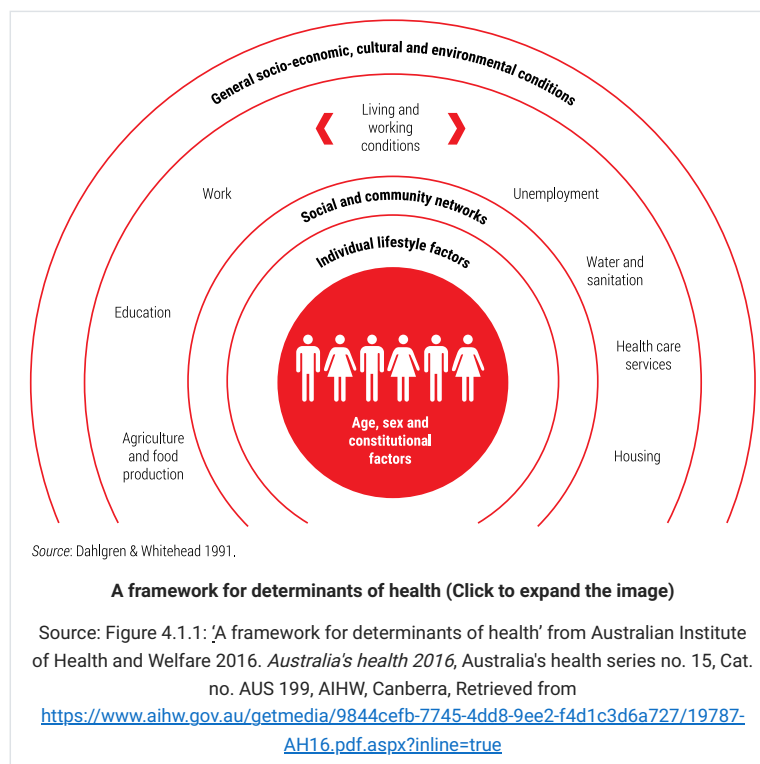 General socio-economic, cultural and environmental conditions
Living and
working
conditions
Work
Unemployment
Social and community networks
Individual lifestyle factors
Water and
sanitation
Education
Health care
services
Age, sex and
constitutional
factors
Agriculture
and food
production
Housing
Source: Dahlgren & Whitehead 1991.
A framework for determinants of health (Click to expand the image)
Source: Figure 4.1.1: 'A framework for determinants of health' from Australian Institute
of Health and Welfare 2016. Australia's health 2016, Australia's health series no. 15, Cat.
no. AUS 199, AIHW, Canberra, Retrieved from
https://www.aihw.gov.au/getmedia/9844cefb-7745-4dd8-9ee2-f4d1c3d6a727/19787-
AH16.pdf.aspx?inline=true